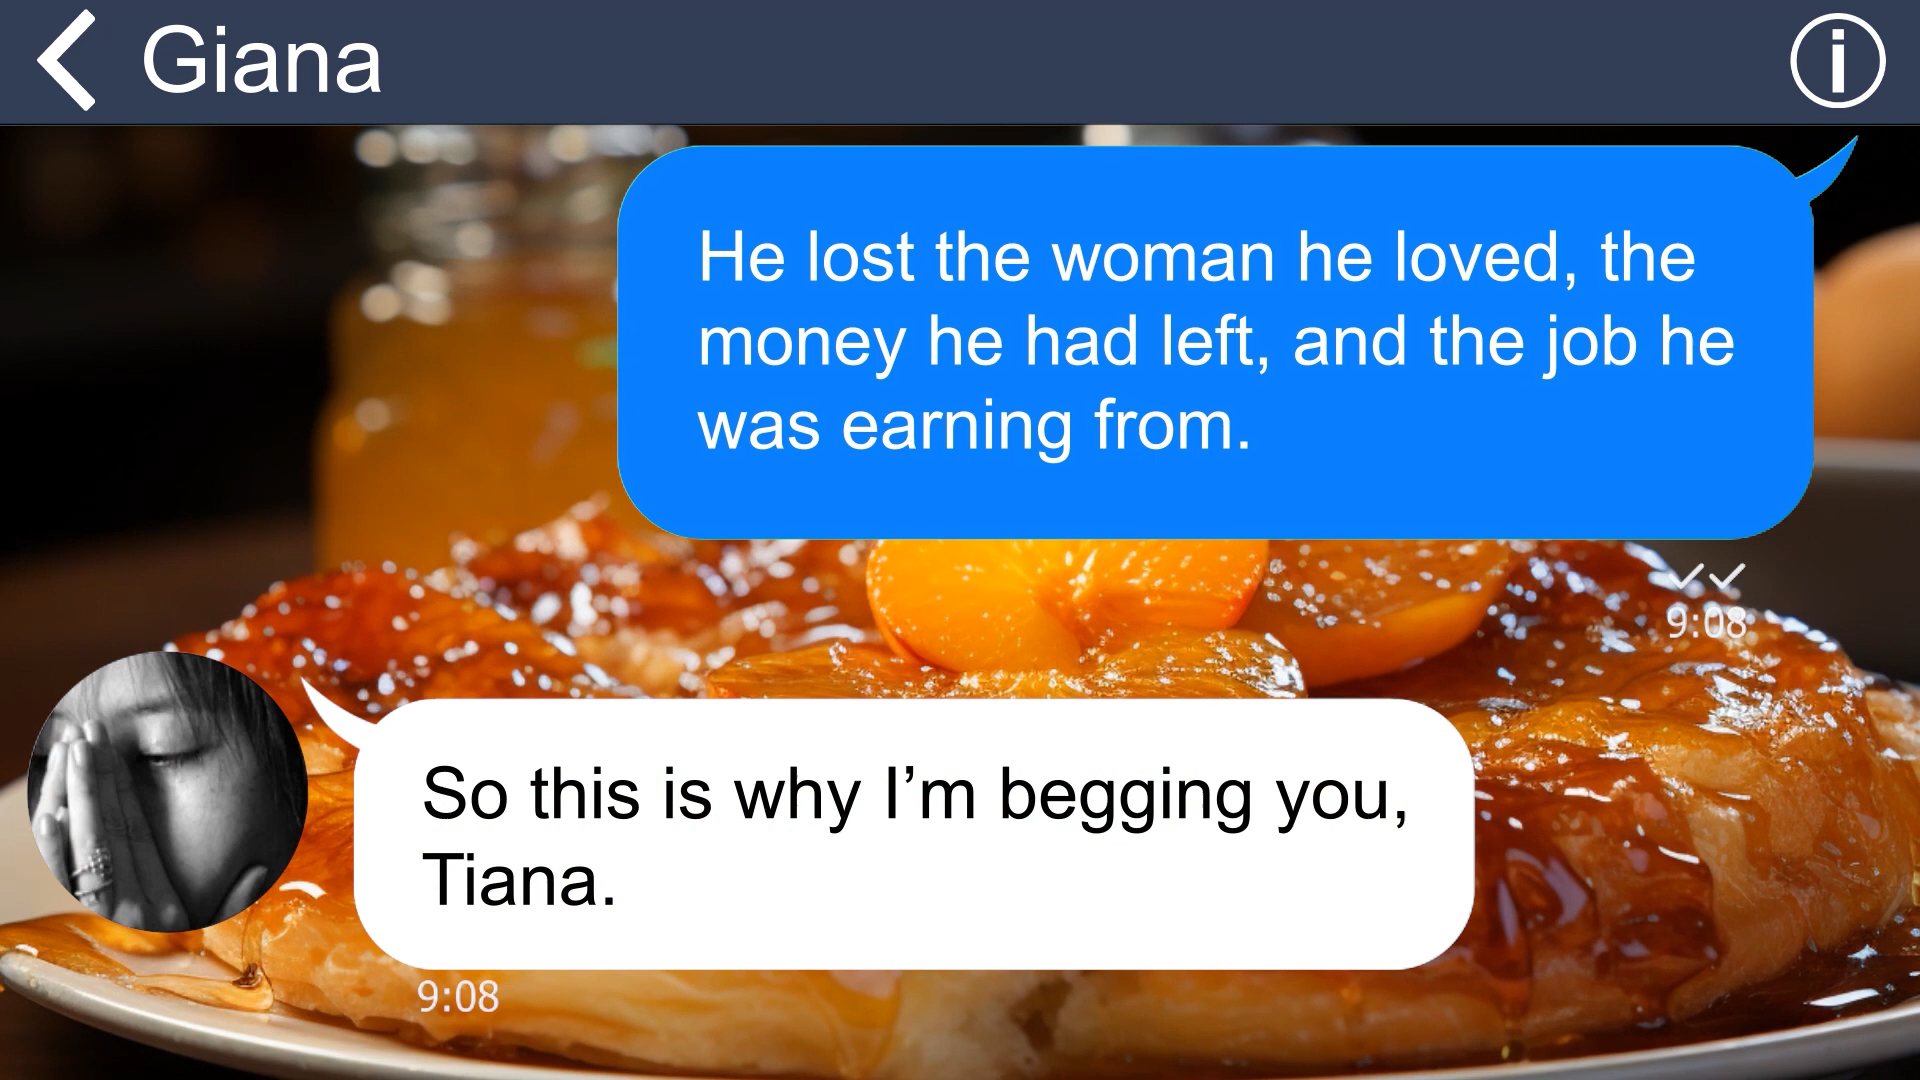 Giana
He lost the woman he loved, the
money he had left, and the job he
was earning from.
9:08
So this is why I’m begging you,
Tiana.
9:08